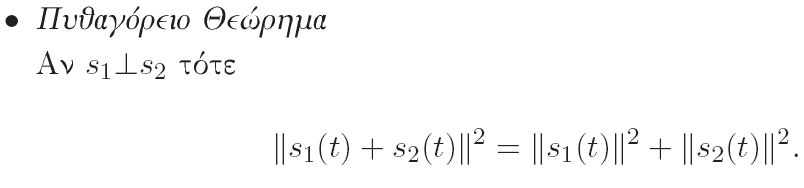 • Πυθαγόρειο Θεώρημα
Αν s₁⊥s₂ τότε
‖s₁(t) + s₂(t)‖² = ‖s₁(t)‖² + ‖s₂(t)‖².